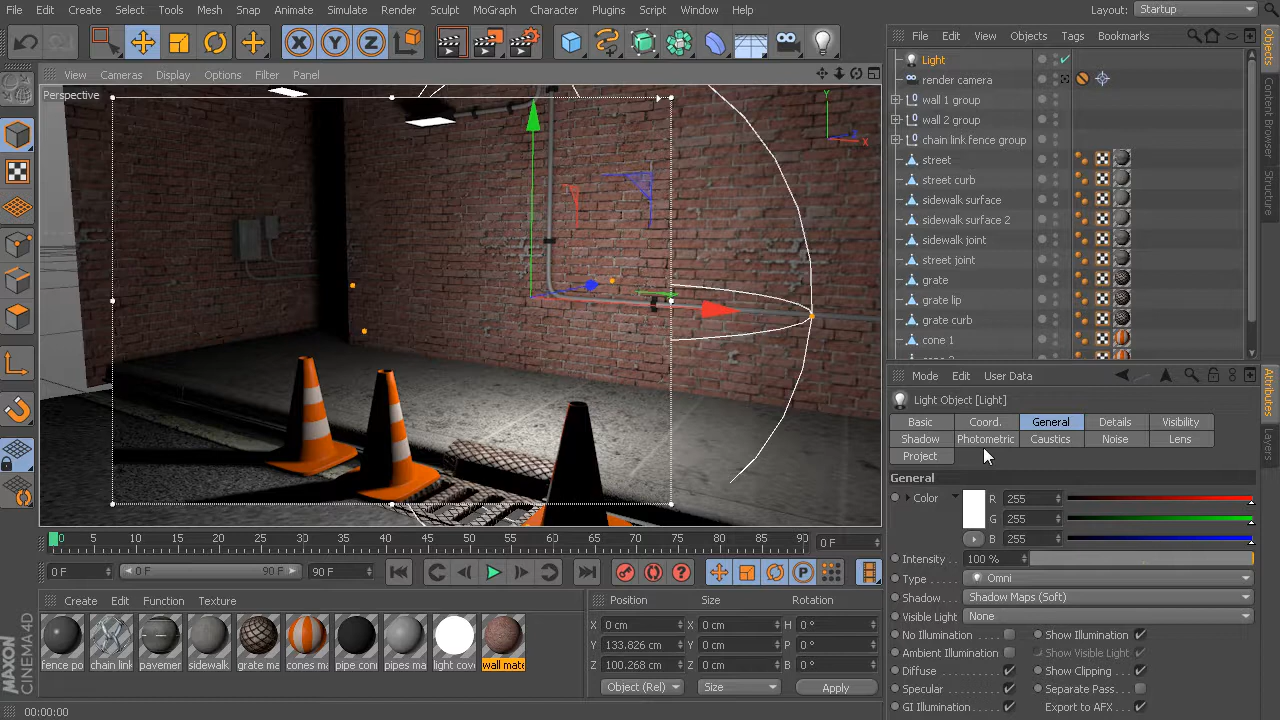 File Edit Create Select Tools Mesh Snap Animate Simulate Render Sculpt MoGraph Character Plugins Script Window Help Layout: Startup
X Y Z
View Cameras Display Options Filter Panel
Perspective
Y
Z
X
File Edit View Objects Tags Bookmarks
Light
render camera
wall 1 group
wall 2 group
chain link fence group
street
street curb
sidewalk surface
sidewalk surface 2
sidewalk joint
street joint
grate
grate lip
grate curb
cone 1
Objects
Content Browser
Structure
Mode Edit User Data
Light Object [Light]
Basic Coord. General Details Visibility
Shadow Photometric Caustics Noise Lens
Project
General
Color R 255
G 255
B 255
Intensity 100 %
Type Omni
Shadow Shadow Maps (Soft)
Visible Light None
No Illumination Show Illumination
Ambient Illumination Show Visible Light
Diffuse Show Clipping
Specular Separate Pass
GI Illumination Export to AFX
Attributes
Layers
0 5 10 15 20 25 30 35 40 45 50 55 60 65 70 75 80 85 90 0 F
0 F 0 F 90 F 90 F
P
Create Edit Function Texture
fence po chain link pavemer sidewalk grate ma cones ma pipe conn pipes ma light cove wall mate
Position Size Rotation
X 0 cm X 0 cm H 0 °
Y 133.826 cm Y 0 cm P 0 °
Z 100.268 cm Z 0 cm B 0 °
Object (Rel) Size Apply
MAXON CINEMA 4D
00:00:00